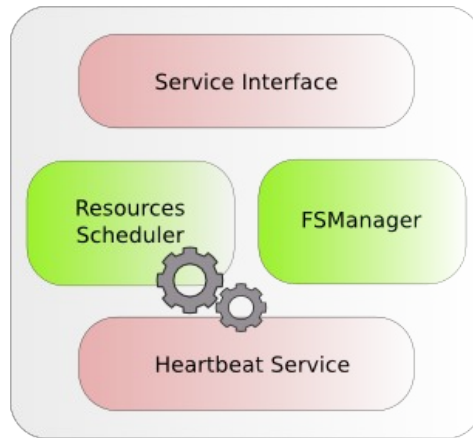 Service Interface
Resources
Scheduler
FSManager
Heartbeat Service